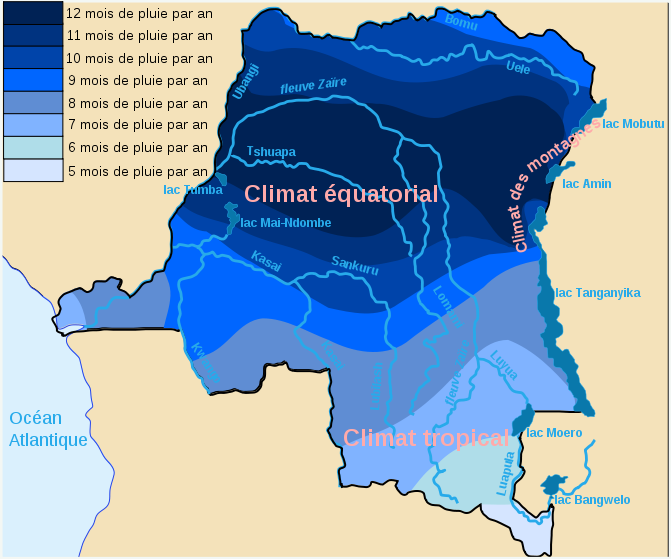 12 mois de pluie par an
11 mois de pluie par an
10 mois de pluie par an
9 mois de pluie par an
8 mois de pluie par an
7 mois de pluie par an
6 mois de pluie par an
5 mois de pluie par an
Bomu
Uele
Ubangi
fleuve Zaïre
lac Mobutu
Climat des montagnes
Tshuapa
lac Amin
lac Tumba
Climat équatorial
lac Mai-Ndombe
Kasai
Sankuru
lac Tanganyika
Lomami
Kwango
fleuve Zaïre
Luvua
Océan
Atlantique
Climat tropical
lac Moero
Luapula
lac Bangwelo